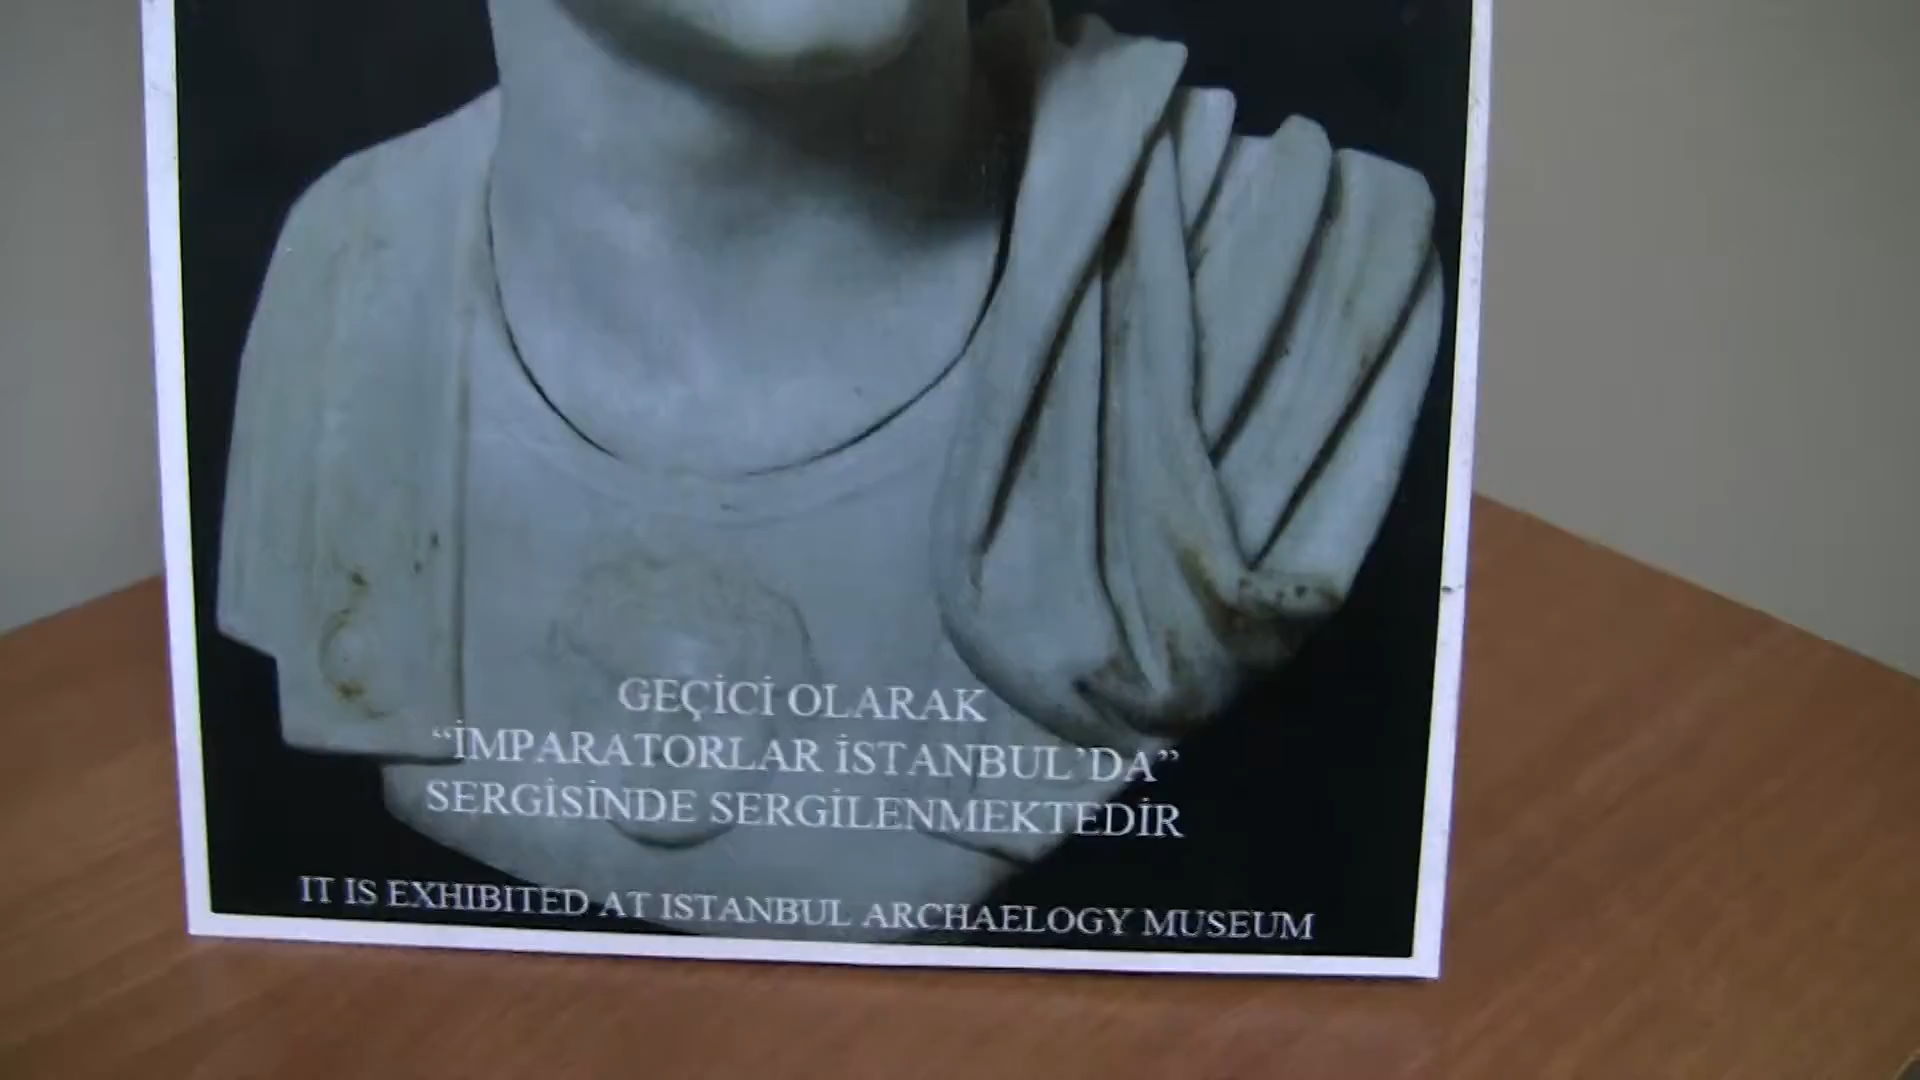 GEÇİCİ OLARAK
“İMPARATORLAR İSTANBUL’DA”
SERGİSİNDE SERGİLENMEKTEDİR
IT IS EXHIBITED AT ISTANBUL ARCHAELOGY MUSEUM